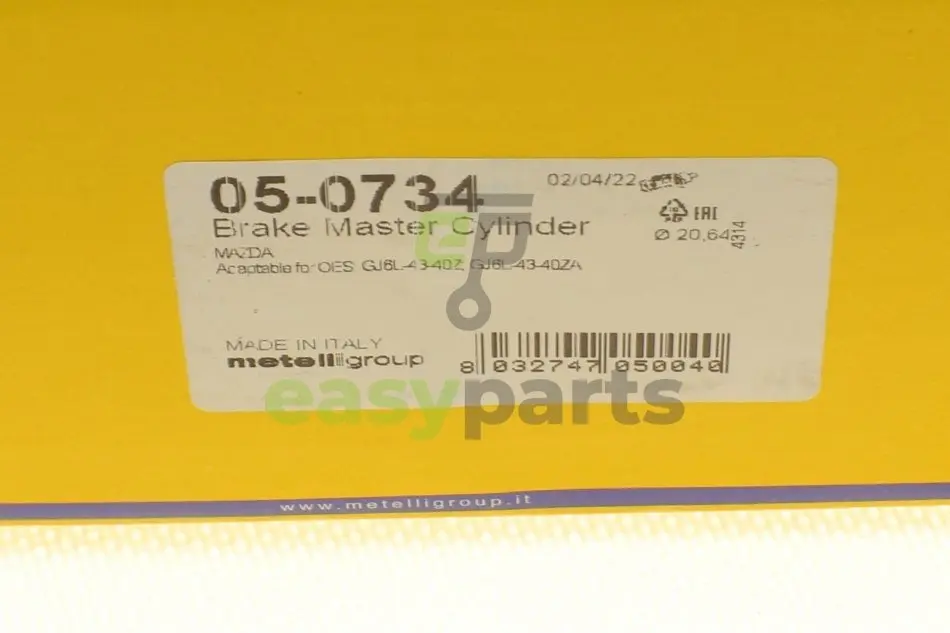 05-0734
02/04/22
Brake Master Cylinder
EAC
Ø 20,64
4314
MAZDA
Adaptable for OES: GJ6L-43-40Z, GJ6L-43-40ZA
MADE IN ITALY
metelligroup
8 032747 050040
easyparts
www.metelligroup.it